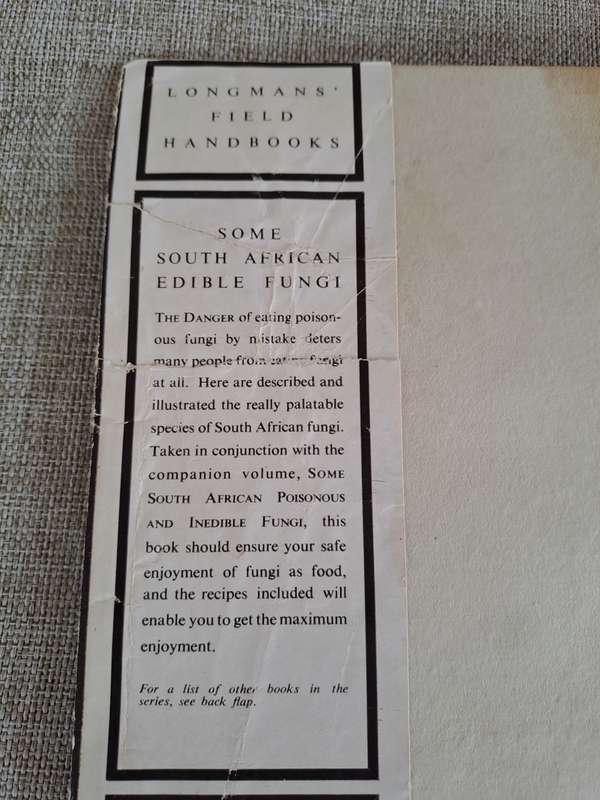 LONGMANS'
FIELD
HANDBOOKS
SOME
SOUTH AFRICAN
EDIBLE FUNGI
THE DANGER of eating poison-
ous fungi by mistake deters
many people from eating fungi
at all. Here are described and
illustrated the really palatable
species of South African fungi.
Taken in conjunction with the
companion volume, SOME
SOUTH AFRICAN POISONOUS
AND INEDIBLE FUNGI, this
book should ensure your safe
enjoyment of fungi as food,
and the recipes included will
enable you to get the maximum
enjoyment.
For a list of other books in the
series, see back flap.